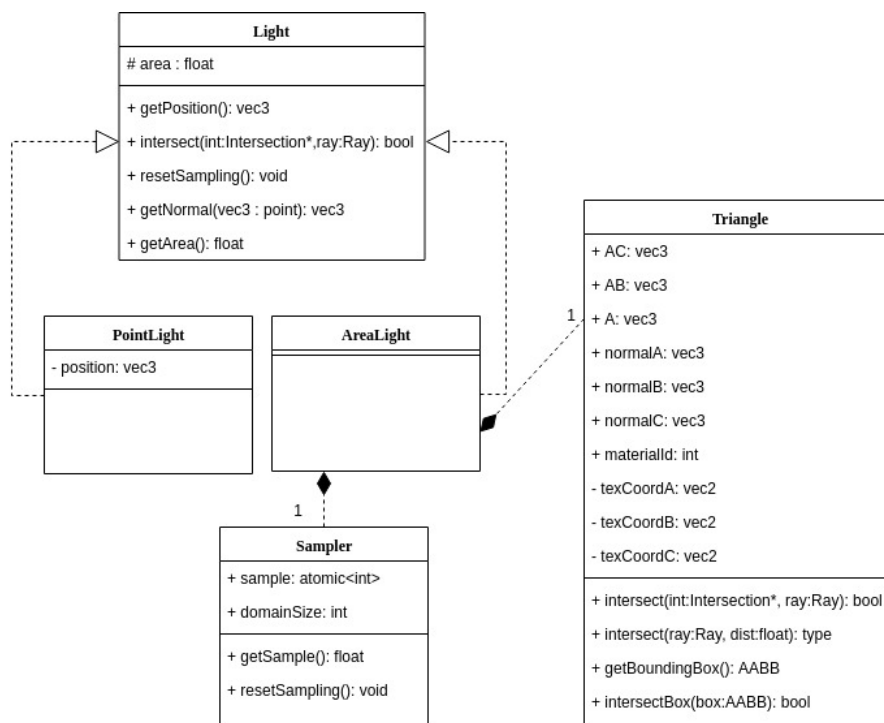 Light
# area : float
+ getPosition(): vec3
+ intersect(int:Intersection*,ray:Ray): bool
+ resetSampling(): void
+ getNormal(vec3 : point): vec3
+ getArea(): float
PointLight
- position: vec3
AreaLight
1
Sampler
+ sample: atomic<int>
+ domainSize: int
+ getSample(): float
+ resetSampling(): void
1
Triangle
+ AC: vec3
+ AB: vec3
+ A: vec3
+ normalA: vec3
+ normalB: vec3
+ normalC: vec3
+ materialId: int
- texCoordA: vec2
- texCoordB: vec2
- texCoordC: vec2
+ intersect(int:Intersection*, ray:Ray): bool
+ intersect(ray:Ray, dist:float): type
+ getBoundingBox(): AABB
+ intersectBox(box:AABB): bool